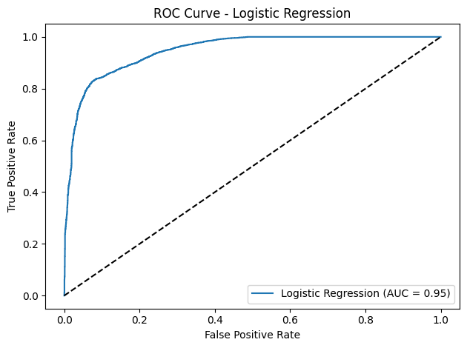 ROC Curve - Logistic Regression
1.0
0.8
0.6
0.4
0.2
0.0
True Positive Rate
Logistic Regression (AUC = 0.95)
0.0 0.2 0.4 0.6 0.8 1.0
False Positive Rate